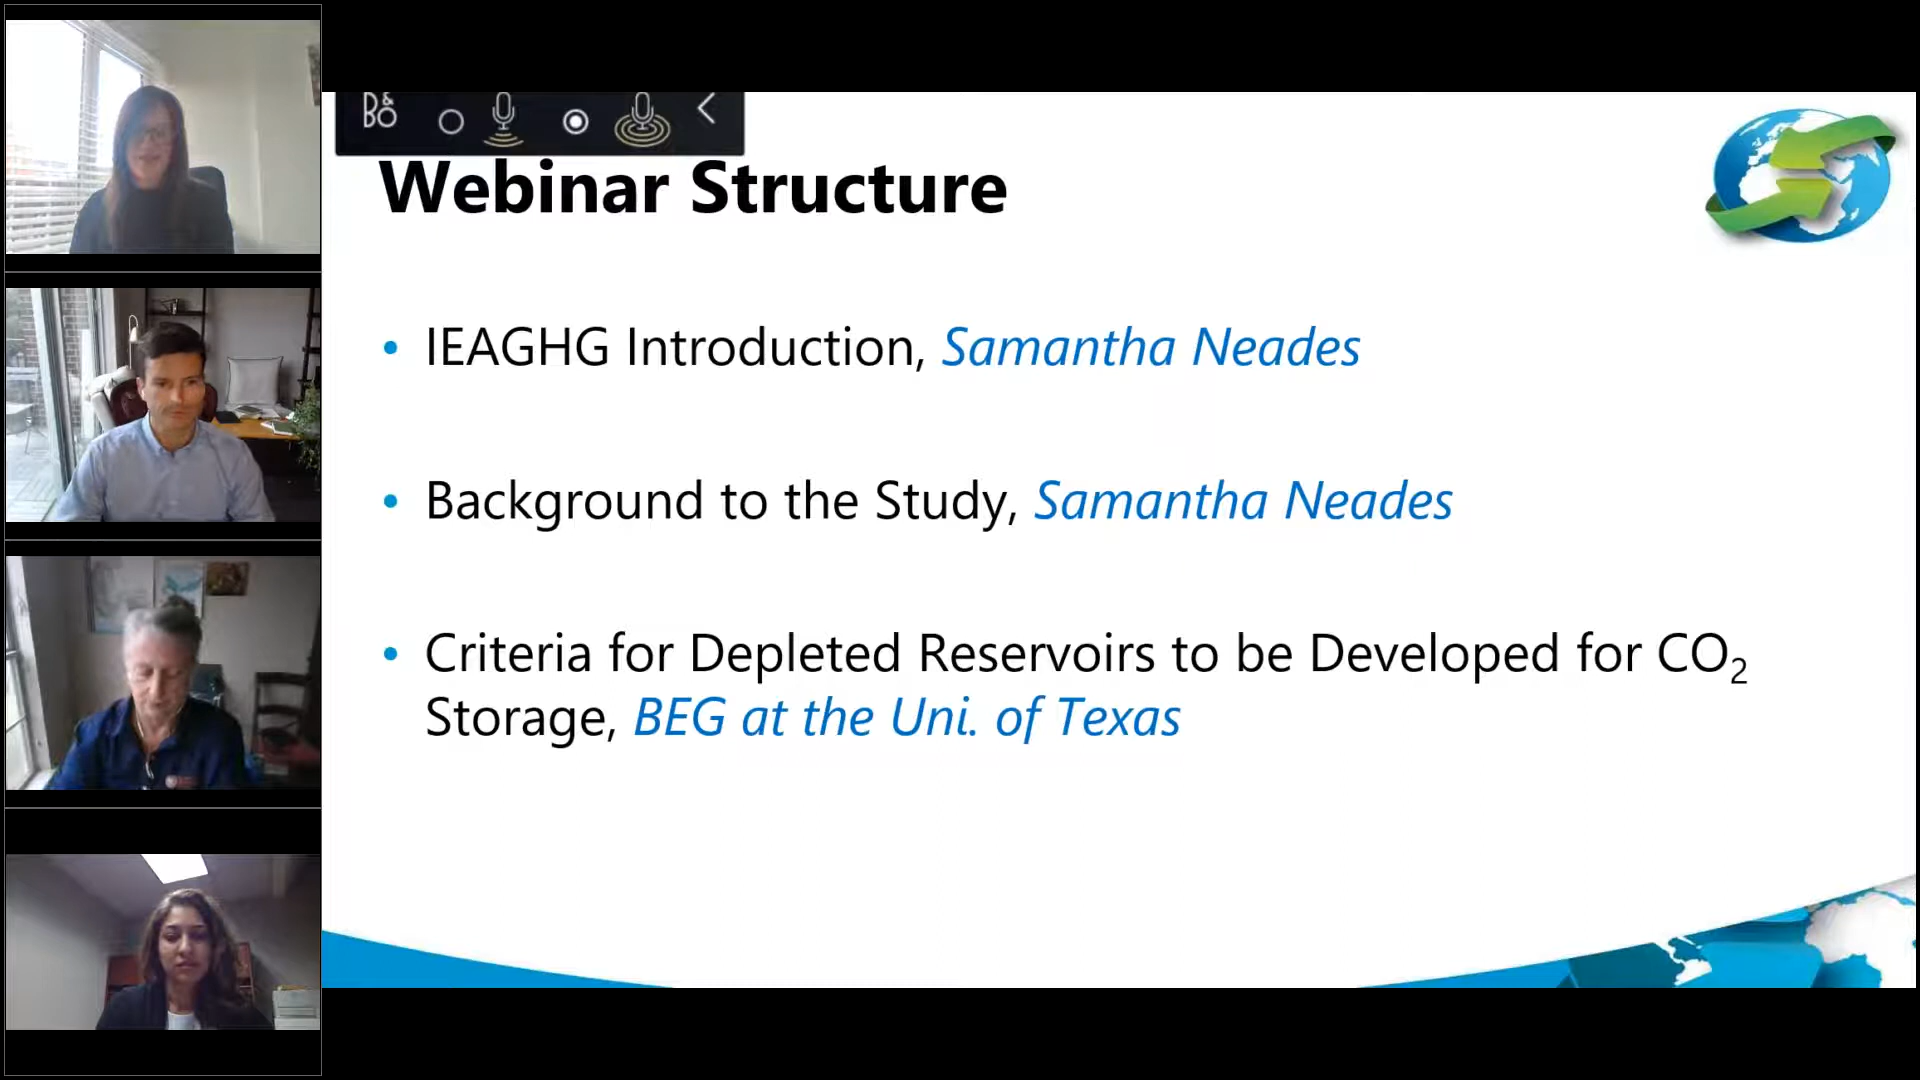 B&O
Webinar Structure
• IEAGHG Introduction, Samantha Neades
• Background to the Study, Samantha Neades
• Criteria for Depleted Reservoirs to be Developed for CO₂
Storage, BEG at the Uni. of Texas